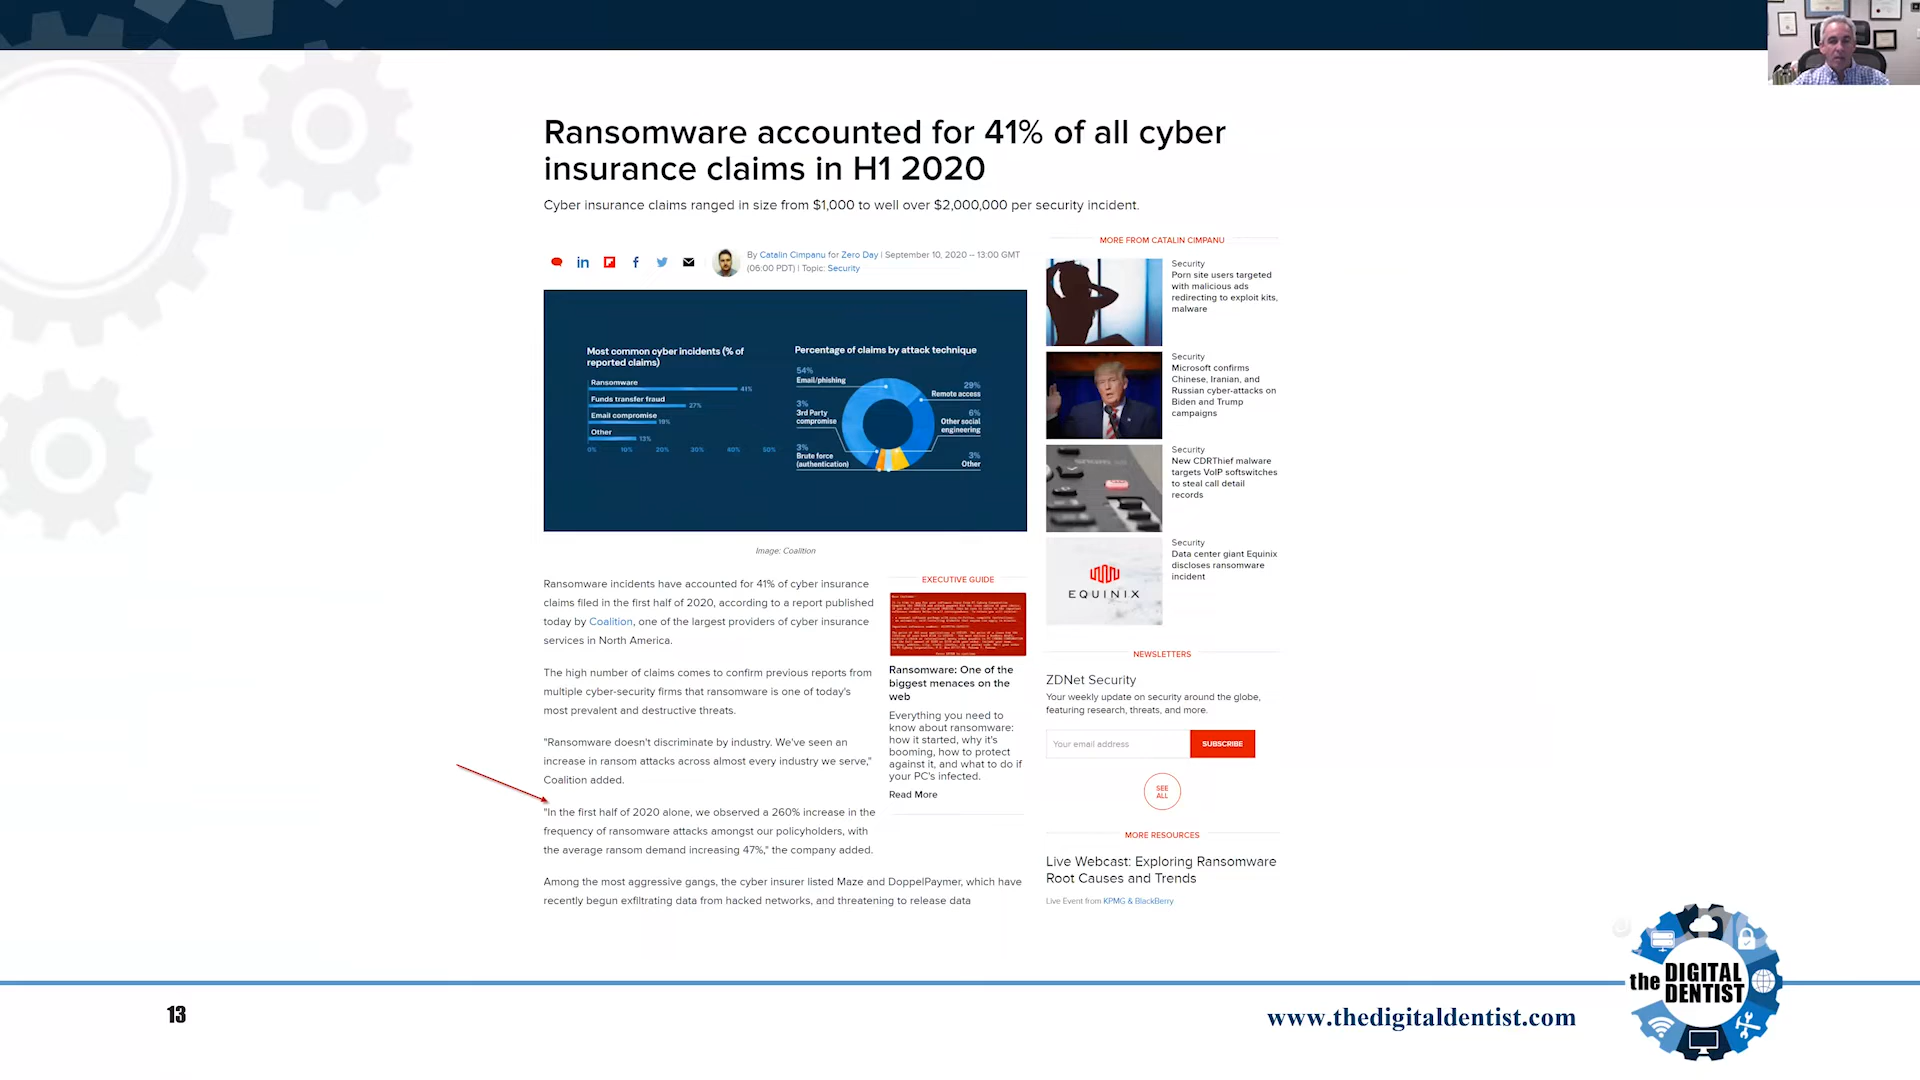 Ransomware accounted for 41% of all cyber
insurance claims in H1 2020
Cyber insurance claims ranged in size from $1,000 to well over $2,000,000 per security incident.
By Catalin Cimpanu for Zero Day | September 10, 2020 -- 13:00 GMT
(06:00 PDT) | Topic: Security
Most common cyber incidents (% of
reported claims)
Ransomware
41%
Funds transfer fraud
27%
Email compromise
19%
Other
13%
0% 10% 20% 30% 40% 50%
Percentage of claims by attack technique
54%
Email/phishing
29%
Remote access
3%
3rd Party
compromise
6%
Other social
engineering
3%
Brute force
(authentication)
3%
Other
Image: Coalition
Ransomware incidents have accounted for 41% of cyber insurance
claims filed in the first half of 2020, according to a report published
today by Coalition, one of the largest providers of cyber insurance
services in North America.
The high number of claims comes to confirm previous reports from
multiple cyber-security firms that ransomware is one of today's
most prevalent and destructive threats.
"Ransomware doesn't discriminate by industry. We've seen an
increase in ransom attacks across almost every industry we serve,"
Coalition added.
"In the first half of 2020 alone, we observed a 260% increase in the
frequency of ransomware attacks amongst our policyholders, with
the average ransom demand increasing 47%," the company added.
Among the most aggressive gangs, the cyber insurer listed Maze and DoppelPaymer, which have
recently begun exfiltrating data from hacked networks, and threatening to release data
EXECUTIVE GUIDE
Ransomware: One of the
biggest menaces on the
web
Everything you need to
know about ransomware:
how it started, why it's
booming, how to protect
against it, and what to do if
your PC's infected.
Read More
MORE FROM CATALIN CIMPANU
Security
Porn site users targeted
with malicious ads
redirecting to exploit kits,
malware
Security
Microsoft confirms
Chinese, Iranian, and
Russian cyber-attacks on
Biden and Trump
campaigns
Security
New CDRThief malware
targets VoIP softswitches
to steal call detail
records
EQUINIX
Security
Data center giant Equinix
discloses ransomware
incident
NEWSLETTERS
ZDNet Security
Your weekly update on security around the globe,
featuring research, threats, and more.
Your email address
SUBSCRIBE
SEE
ALL
MORE RESOURCES
Live Webcast: Exploring Ransomware
Root Causes and Trends
Live Event from KPMG & BlackBerry
13
www.thedigitaldentist.com
the DIGITAL
DENTIST